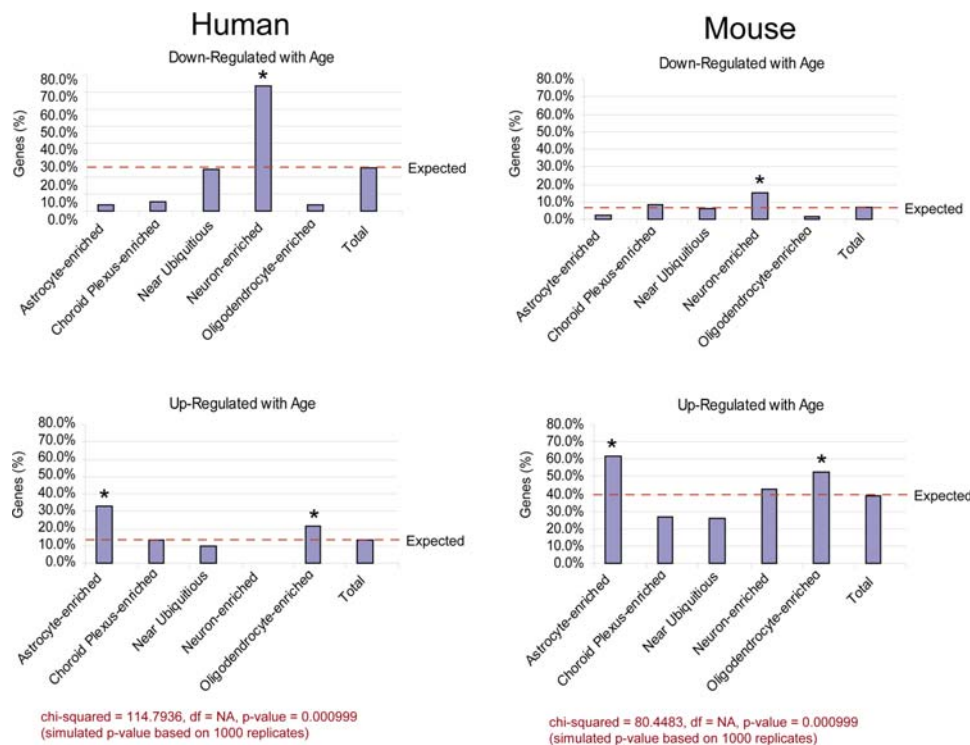 Human
Down-Regulated with Age
Genes (%)
80.0%
70.0%
60.0%
50.0%
40.0%
30.0%
20.0%
10.0%
0.0%
*
Expected
Astrocyte-enriched
Choroid Plexus-enriched
Near Ubiquitious
Neuron-enriched
Oligodendrocyte-enriched
Total
Mouse
Down-Regulated with Age
Genes (%)
80.0%
70.0%
60.0%
50.0%
40.0%
30.0%
20.0%
10.0%
0.0%
*
Expected
Astrocyte-enriched
Choroid Plexus-enriched
Near Ubiquitious
Neuron-enriched
Oligodendrocyte-enriched
Total
Up-Regulated with Age
Genes (%)
80.0%
70.0%
60.0%
50.0%
40.0%
30.0%
20.0%
10.0%
0.0%
*
*
Expected
Astrocyte-enriched
Choroid Plexus-enriched
Near Ubiquitious
Neuron-enriched
Oligodendrocyte-enriched
Total
chi-squared = 114.7936, df = NA, p-value = 0.000999
(simulated p-value based on 1000 replicates)
Up-Regulated with Age
Genes (%)
80.0%
70.0%
60.0%
50.0%
40.0%
30.0%
20.0%
10.0%
0.0%
*
*
Expected
Astrocyte-enriched
Choroid Plexus-enriched
Near Ubiquitious
Neuron-enriched
Oligodendrocyte-enriched
Total
chi-squared = 80.4483, df = NA, p-value = 0.000999
(simulated p-value based on 1000 replicates)